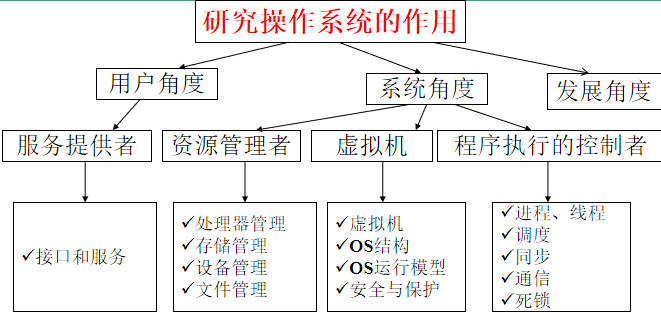 研究操作系统的作用
用户角度
系统角度
发展角度
服务提供者
资源管理者
虚拟机
程序执行的控制者
✓接口和服务
✓处理器管理
✓存储管理
✓设备管理
✓文件管理
✓虚拟机
✓OS结构
✓OS运行模型
✓安全与保护
✓进程、线程
✓调度
✓同步
✓通信
✓死锁